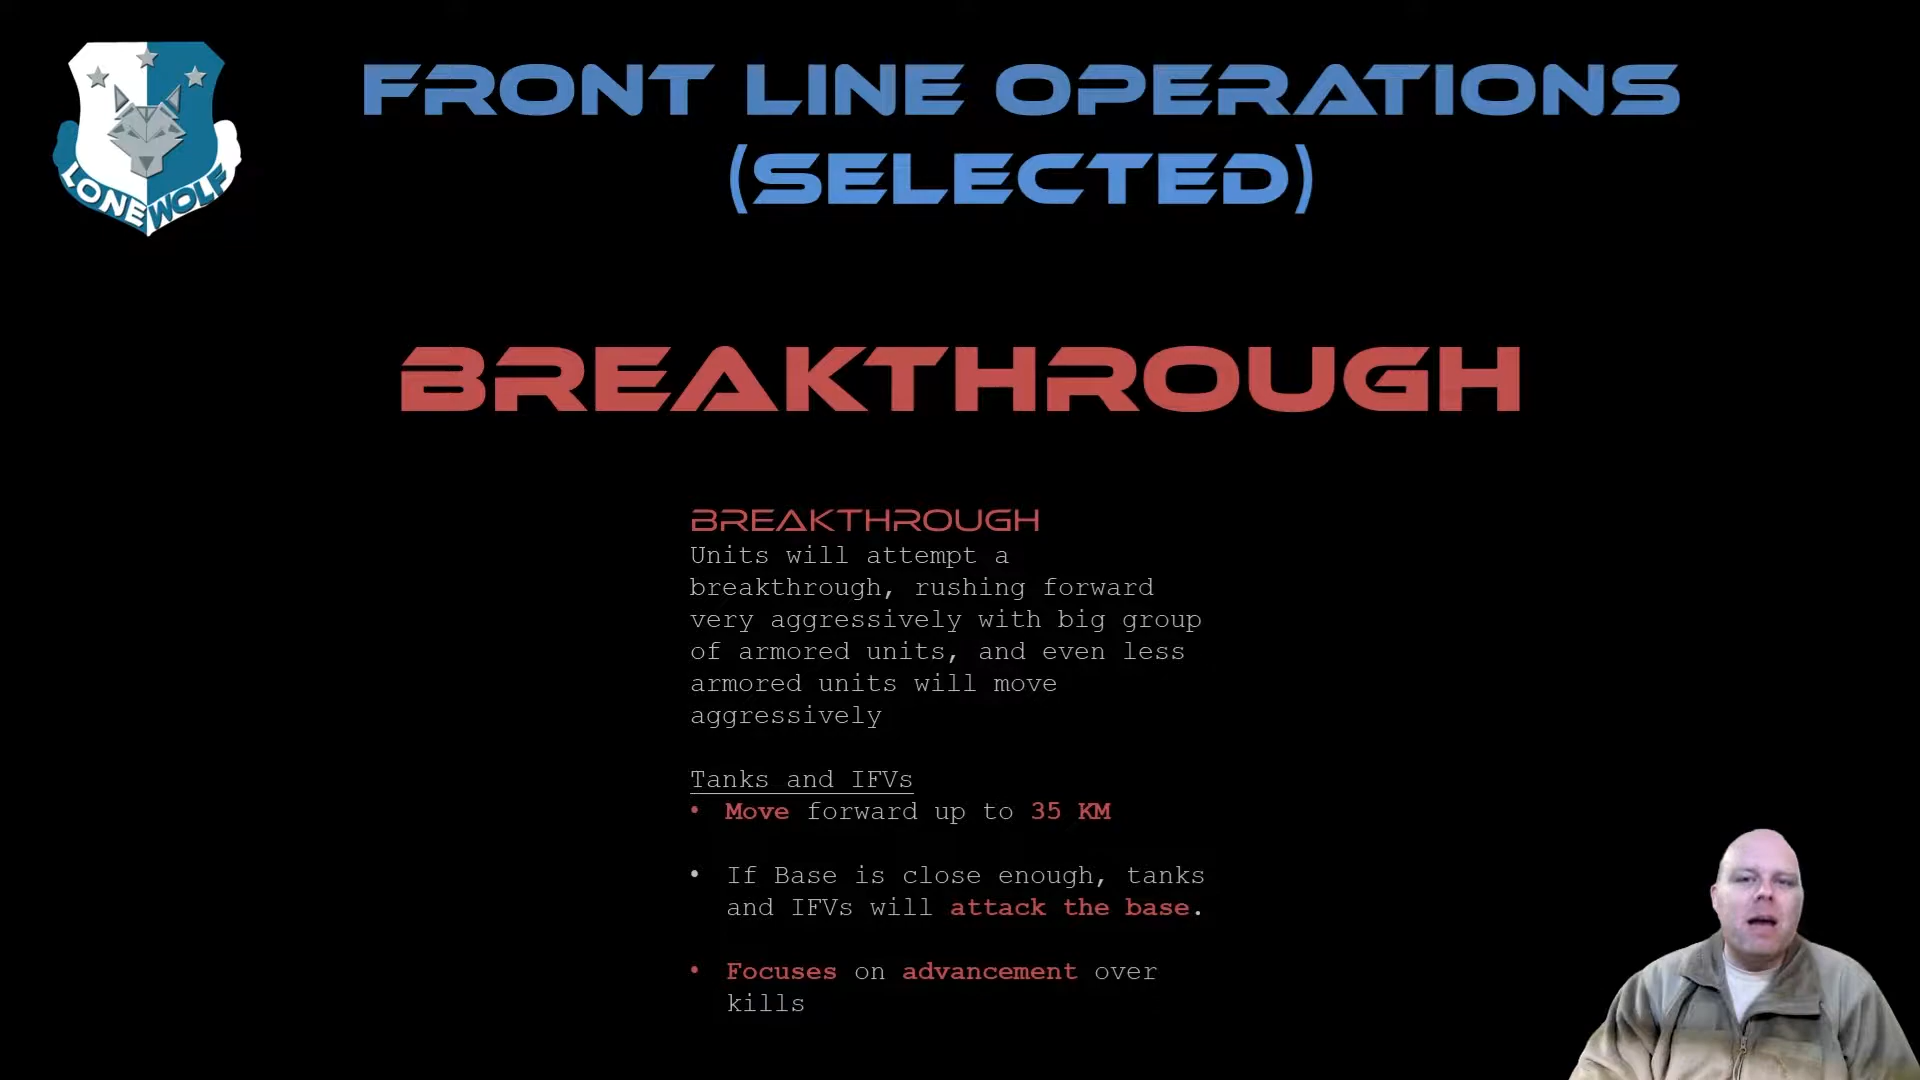 LONE WOLF
FRONT LINE OPERATIONS
(SELECTED)
BREAKTHROUGH
BREAKTHROUGH
Units will attempt a
breakthrough, rushing forward
very aggressively with big group
of armored units, and even less
armored units will move
aggressively
Tanks and IFVs
• Move forward up to 35 KM
• If Base is close enough, tanks
and IFVs will attack the base.
• Focuses on advancement over
kills